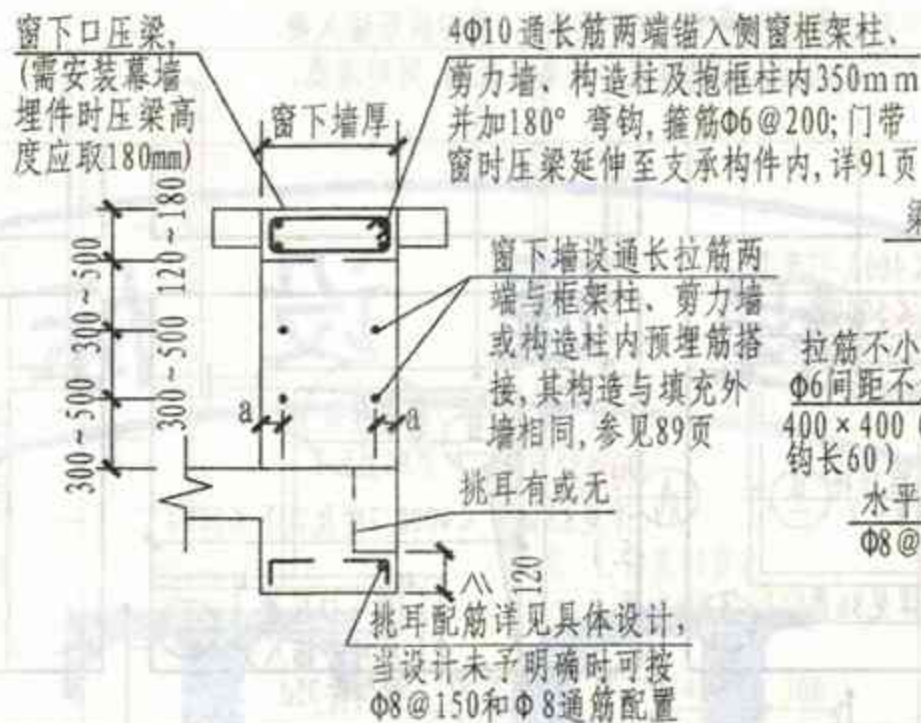 窗下口压梁,
(需安装幕墙
埋件时压梁高
度应取180mm)
窗下墙厚
4Φ10通长筋两端锚入侧窗框架柱、
剪力墙、构造柱及抱框柱内350mm
并加180° 弯钩,箍筋Φ6@200;门带
窗时压梁延伸至支承构件内,详91页
梁
120~180
300~500
300~500
300~500
300~500
窗下墙设通长拉筋两
端与框架柱、剪力墙
或构造柱内预埋筋搭
接,其构造与填充外
墙相同,参见89页
拉筋不小
Φ6间距不
400×400(
钩长60)
水平
Φ8@
a
a
挑耳有或无
≥120
挑耳配筋详见具体设计,
当设计未予明确时可按
Φ8@150和Φ8通筋配置